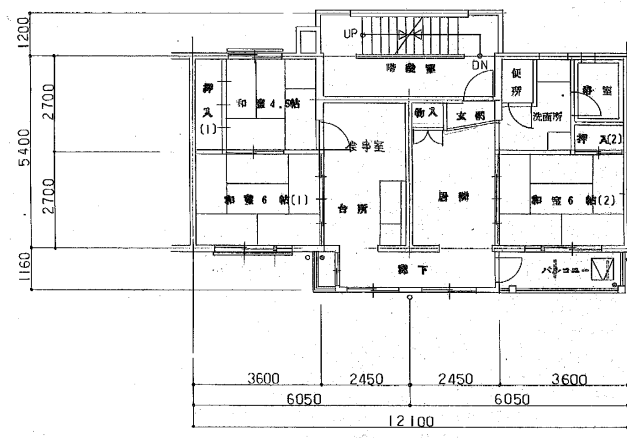 1200
2700
5400
2700
1160
UP
DN
階段室
押入(1)
和室4.5帖
食事室
物入
玄関
便所
洗面所
浴室
押入(2)
和室6帖(1)
台所
居間
和室6帖(2)
廊下
バルコニー
3600
2450
2450
3600
6050
6050
12100